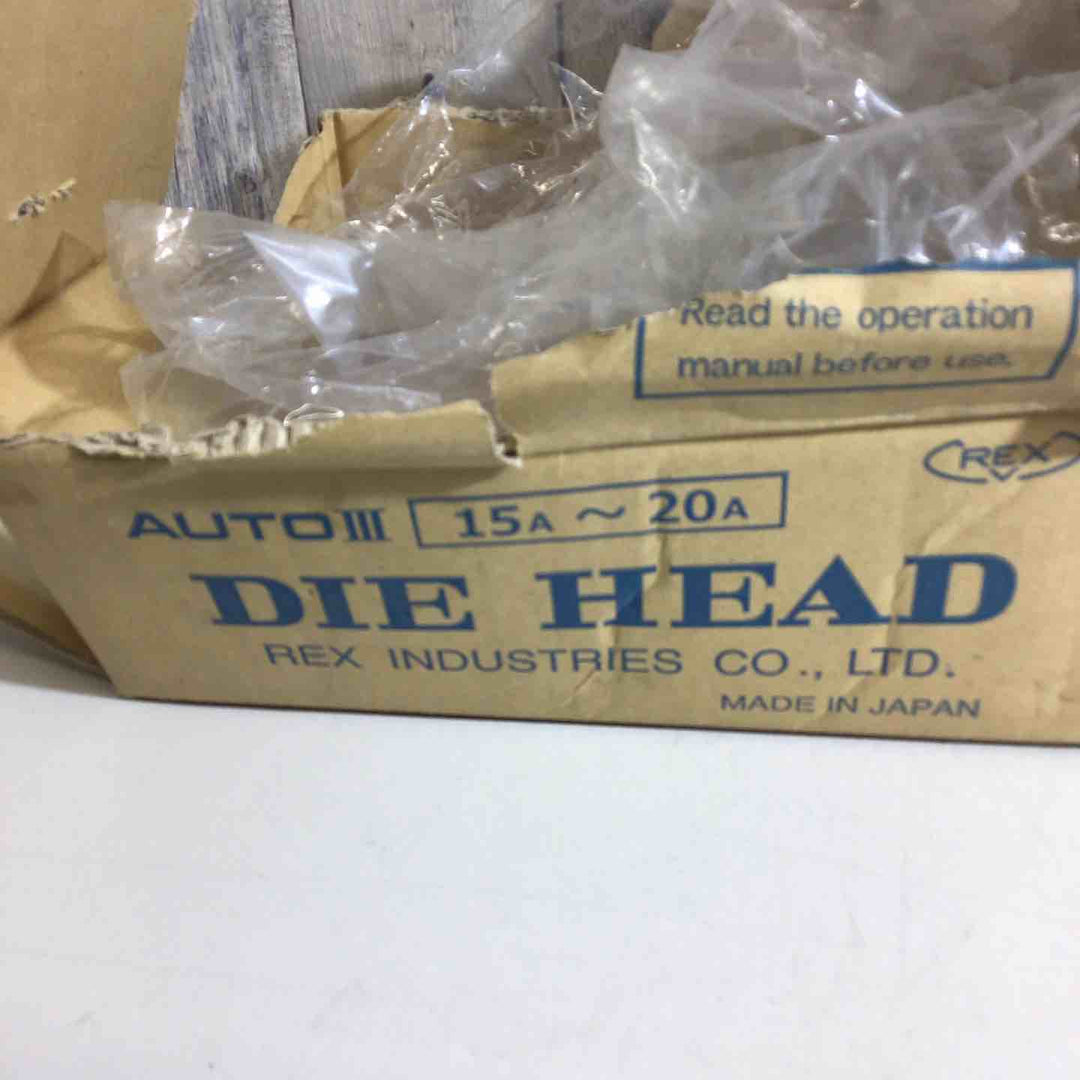 Read the operation
manual before use.
REX
AUTO III 15A ~ 20A
DIE HEAD
REX INDUSTRIES CO., LTD.
MADE IN JAPAN